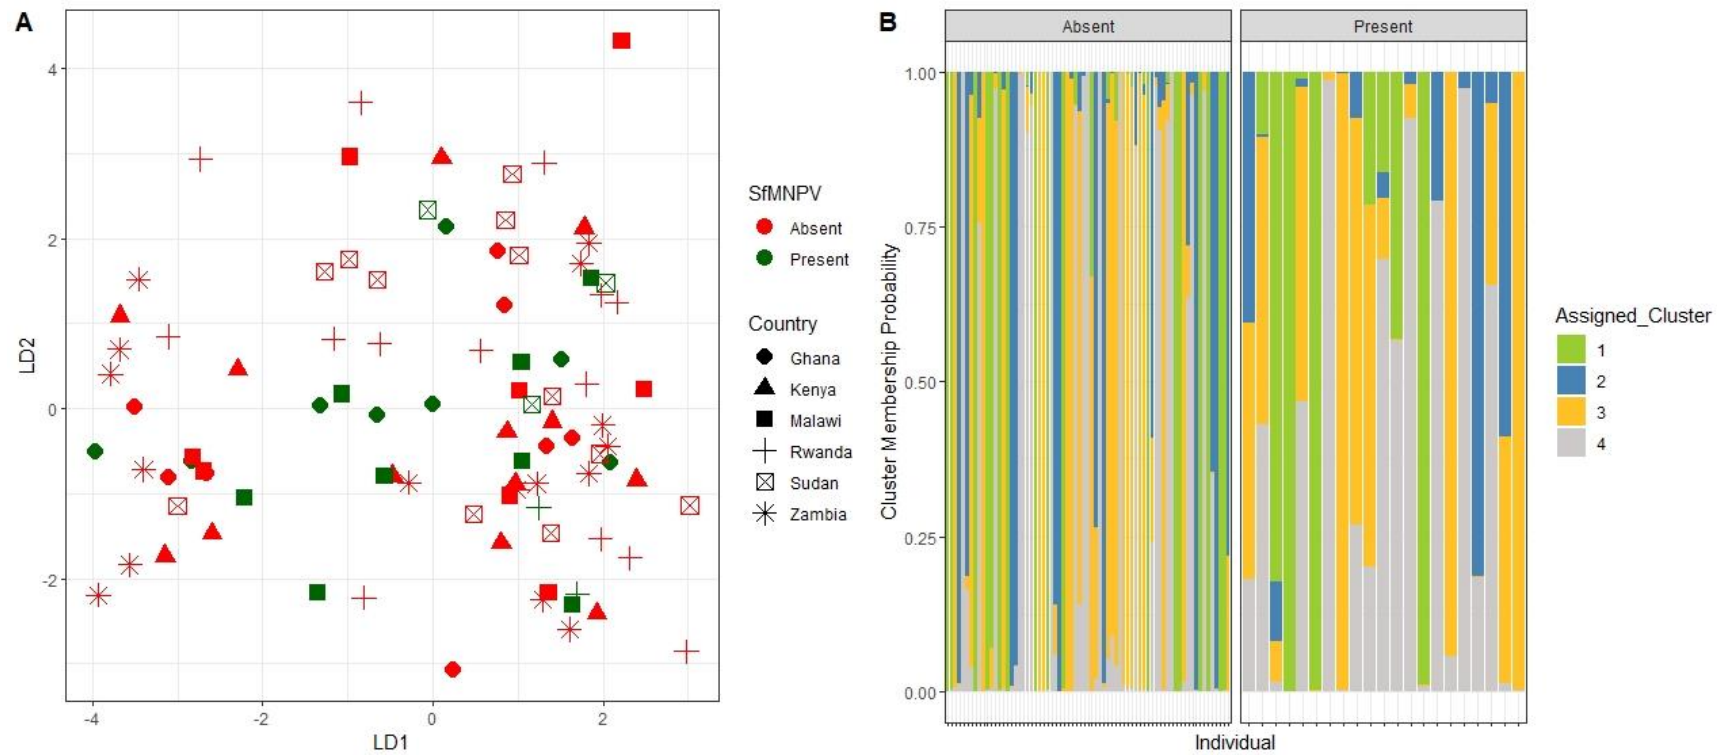 A
4
2
0
-2
LD2
-4
-2
0
2
LD1
SfMNPV
Absent
Present
Country
Ghana
Kenya
Malawi
Rwanda
Sudan
Zambia
B
Absent
Present
1.00
0.75
0.50
0.25
0.00
Cluster Membership Probability
Individual
Assigned_Cluster
1
2
3
4